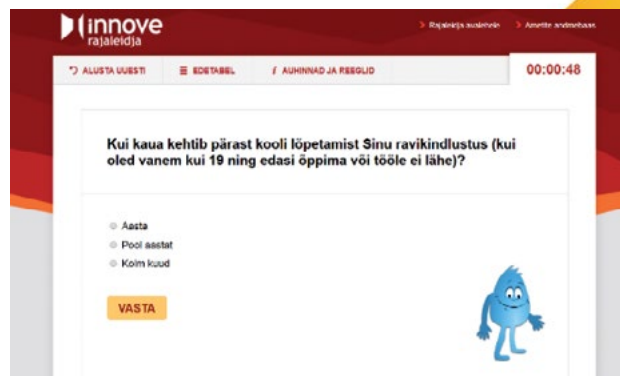 innove
rajaleidja
Rajaleidja avalehele
Ametite andmebaas
ALUSTA UUESTI
EDETABEL
AUHINNAD JA REEGLID
00:00:48
Kui kaua kehtib pärast kooli lõpetamist Sinu ravikindlustus (kui
oled vanem kui 19 ning edasi õppima või tööle ei lähe)?
Aasta
Pool aastat
Kolm kuud
VASTA